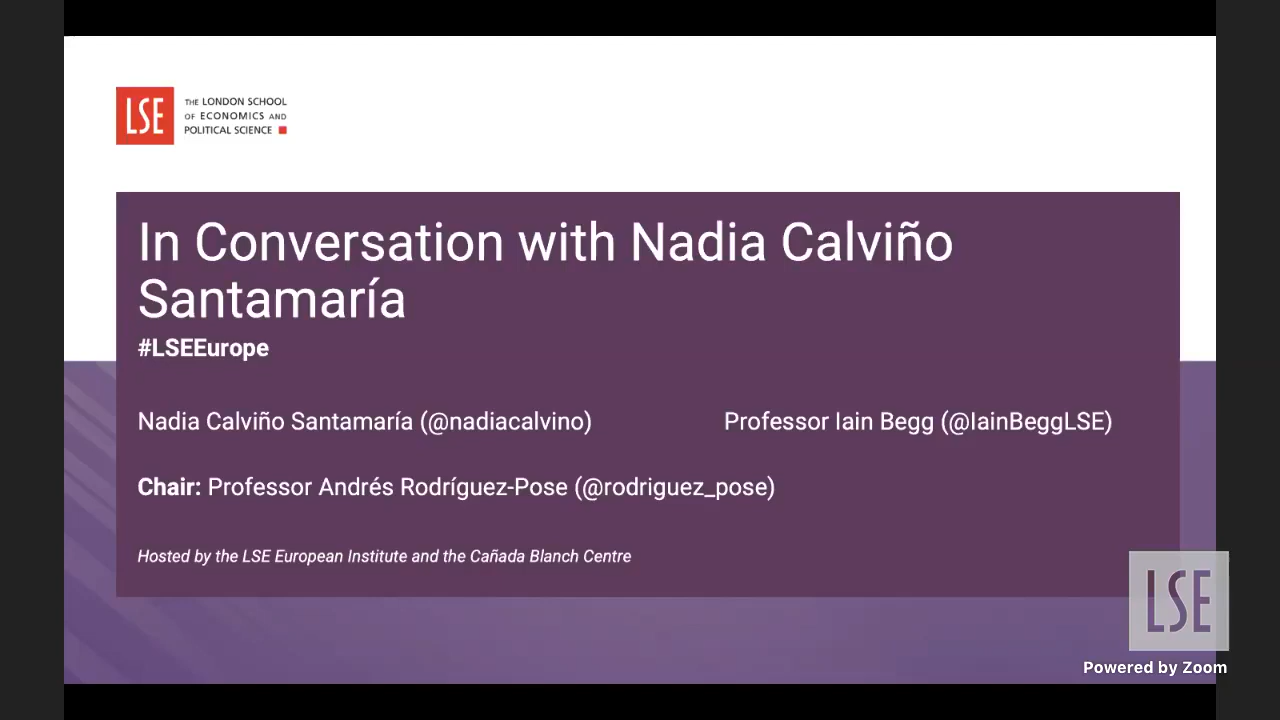 LSE THE LONDON SCHOOL
OF ECONOMICS AND
POLITICAL SCIENCE
In Conversation with Nadia Calviño
Santamaría
#LSEEurope
Nadia Calviño Santamaría (@nadiacalvino) Professor Iain Begg (@IainBeggLSE)
Chair: Professor Andrés Rodríguez-Pose (@rodriguez_pose)
Hosted by the LSE European Institute and the Cañada Blanch Centre
LSE
Powered by Zoom